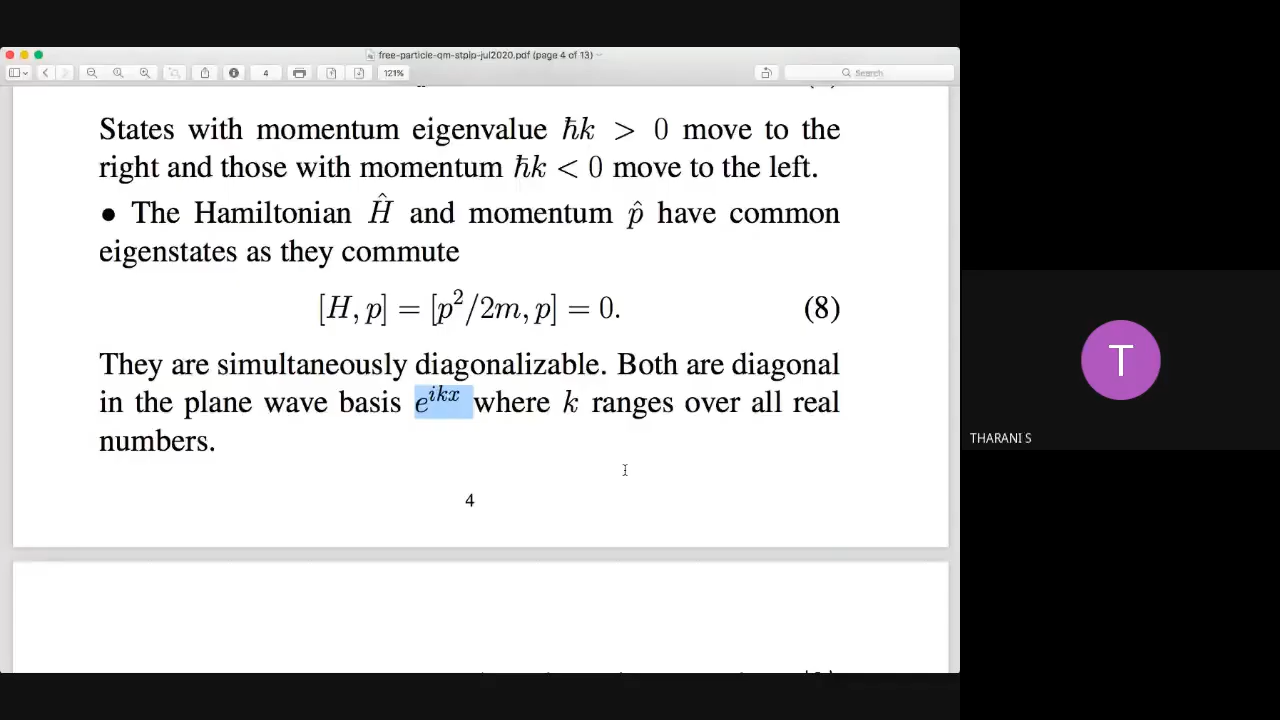 free-particle-qm-stplp-jul2020.pdf (page 4 of 13)
4
121%
Search
States with momentum eigenvalue ħk > 0 move to the
right and those with momentum ħk < 0 move to the left.
• The Hamiltonian Ĥ and momentum p̂ have common
eigenstates as they commute
[H, p] = [p²/2m, p] = 0. (8)
They are simultaneously diagonalizable. Both are diagonal
in the plane wave basis e^{ikx} where k ranges over all real
numbers.
4
T
THARANI S